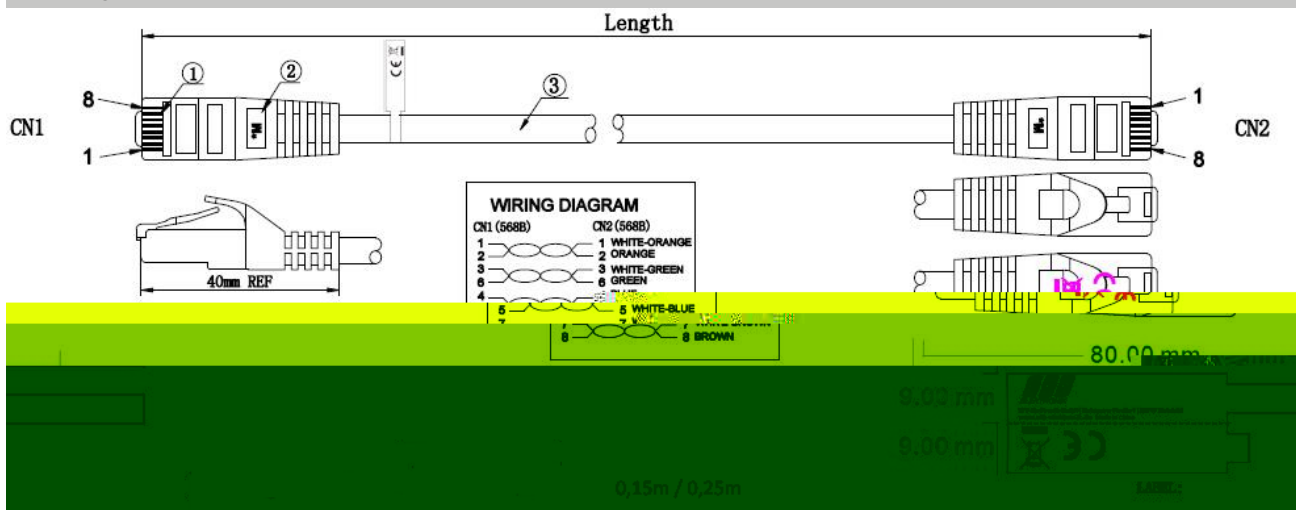 Length
① ② ③
8 1
CN1 CN2
1 8
WIRING DIAGRAM
CN1(568B) CN2(568B)
1 1 WHITE-ORANGE
2 2 ORANGE
3 3 WHITE-GREEN
6 6 GREEN
4
5 5 WHITE-BLUE
7 7
8 8 BROWN
40mm REF
80.00 mm
9.02 mm
9.00 mm
0,15m / 0,25m
LABEL: